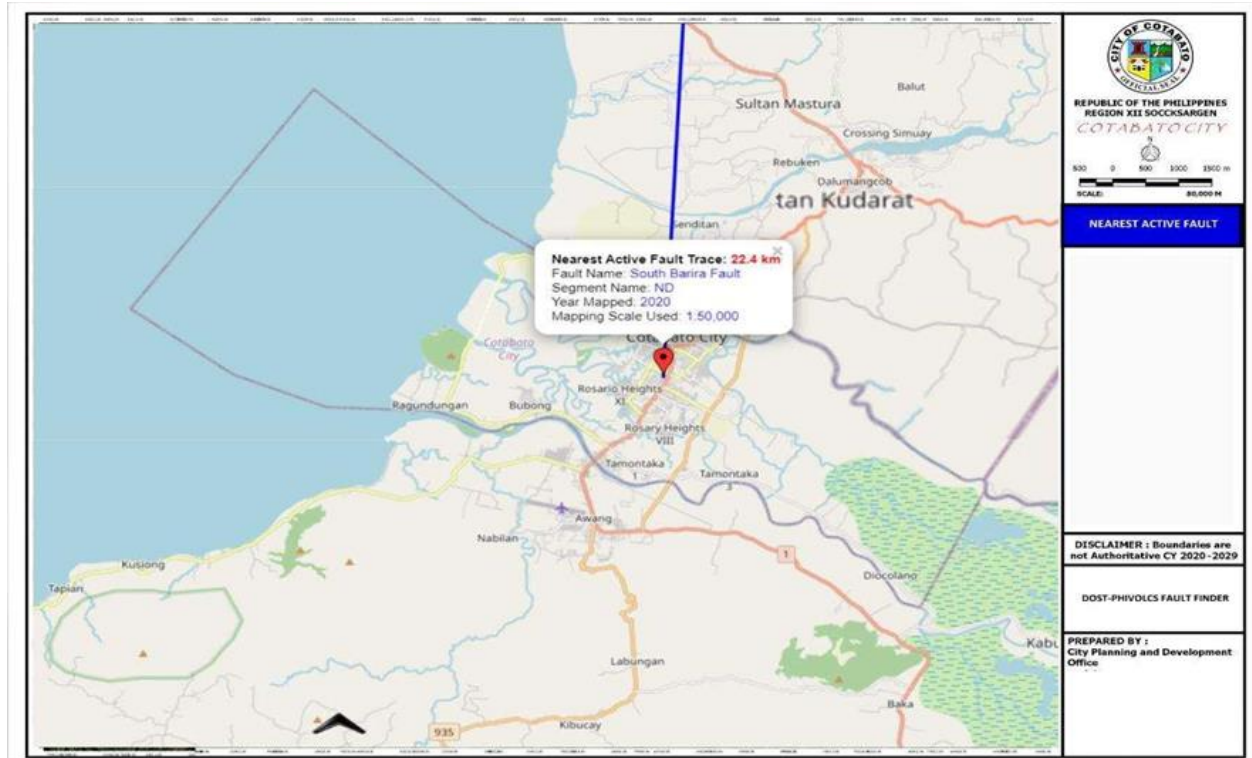 Balut
Sultan Mastura
Crossing Simuay
Rebuken
Dalumangcob
tan Kudarat
Senditan
Nearest Active Fault Trace: 22.4 km
Fault Name: South Barira Fault
Segment Name: ND
Year Mapped: 2020
Mapping Scale Used: 1:50,000
×
Cotabato City
Cotabato
City
Rosario Heights
XI
Ragundungan
Bubong
Rosary Heights
VIII
Tamontaka
1
Tamontaka
3
Awang
Nabilan
1
Kusiong
Diocolano
Tapian
Kabu
Labungan
Baka
Kibucay
935
CITY OF COTABATO
OFFICIAL SEAL
REPUBLIC OF THE PHILIPPINES
REGION XII SOCCKSARGEN
COTABATO CITY
N
500 0 500 1000 1500 m
SCALE: 80,000 M
NEAREST ACTIVE FAULT
DISCLAIMER : Boundaries are
not Authoritative CY 2020-2029
DOST-PHIVOLCS FAULT FINDER
PREPARED BY :
City Planning and Development
Office